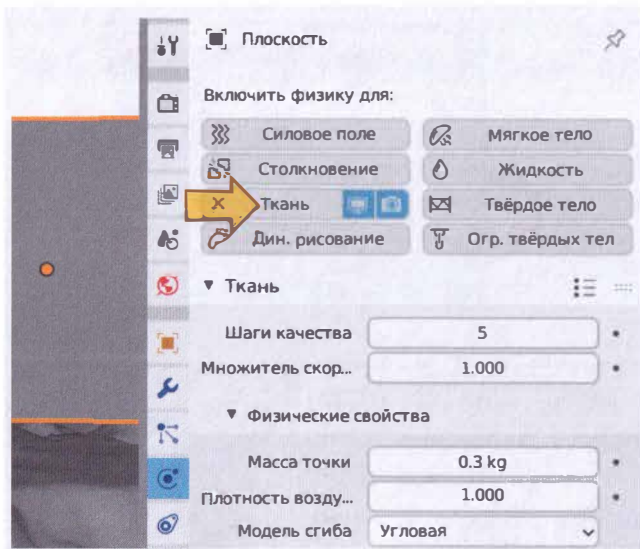 Плоскость
Включить физику для:
Силовое поле Мягкое тело
Столкновение Жидкость
Ткань Твёрдое тело
Дин. рисование Огр. твёрдых тел
Ткань
Шаги качества 5
Множитель скор... 1.000
Физические свойства
Масса точки 0.3 kg
Плотность возду... 1.000
Модель сгиба Угловая